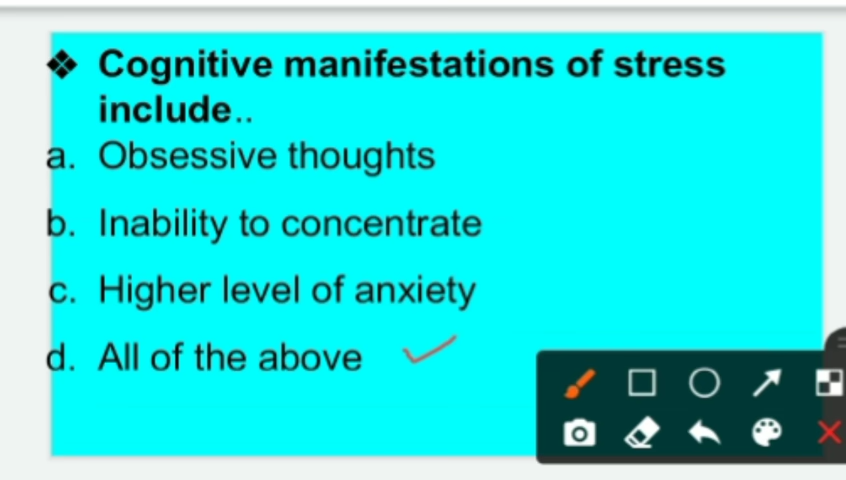 ❖ Cognitive manifestations of stress
include..
a. Obsessive thoughts
b. Inability to concentrate
c. Higher level of anxiety
d. All of the above